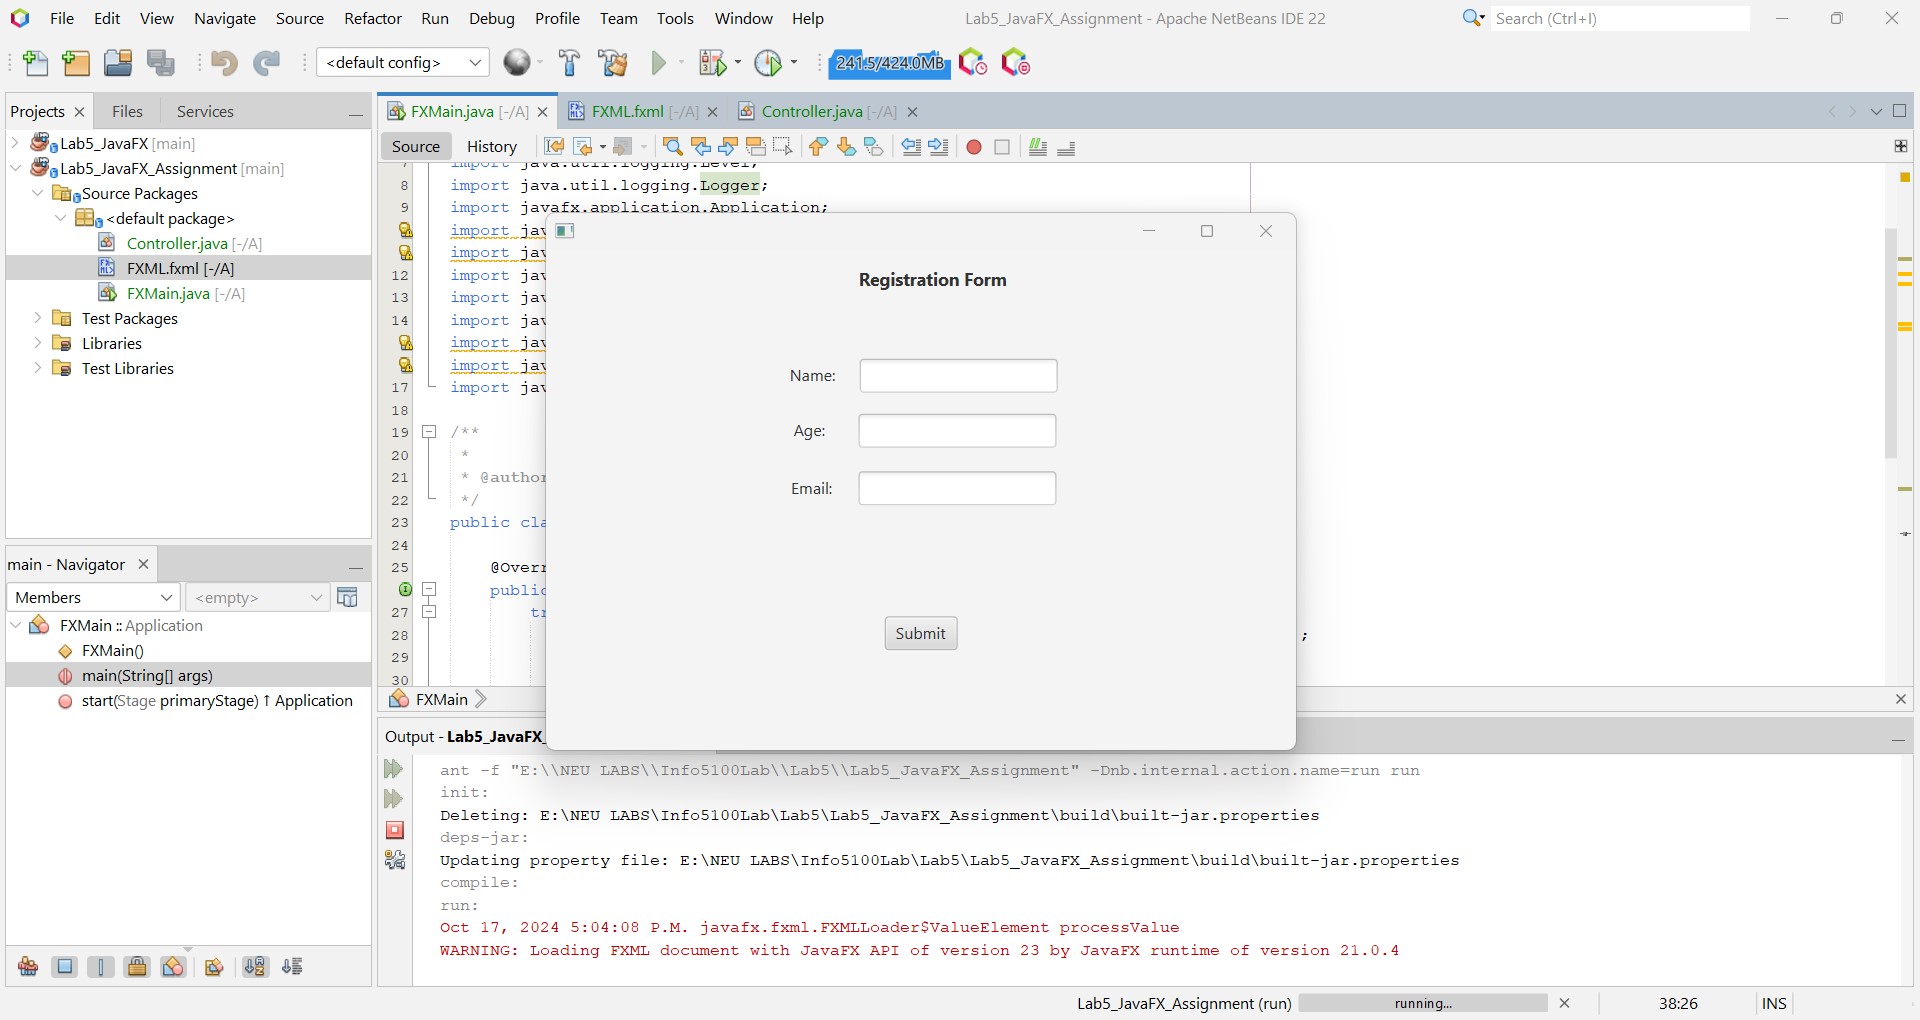 File Edit View Navigate Source Refactor Run Debug Profile Team Tools Window Help
Lab5_JavaFX_Assignment - Apache NetBeans IDE 22
Search (Ctrl+I)
<default config>
241.5/424.0MB
Projects Files Services
Lab5_JavaFX [main]
Lab5_JavaFX_Assignment [main]
Source Packages
<default package>
Controller.java [-/A]
FXML.fxml [-/A]
FXMain.java [-/A]
Test Packages
Libraries
Test Libraries
main - Navigator
Members <empty>
FXMain :: Application
FXMain()
main(String[] args)
start(Stage primaryStage) ↑ Application
FXMain.java [-/A] FXML.fxml [-/A] Controller.java [-/A]
Source History
7 import java.util.logging.Level;
8 import java.util.logging.Logger;
9 import javafx.application.Application;
import jav
import jav
12 import jav
13 import jav
14 import jav
import jav
import jav
17 import jav
18
19 /**
20 *
21 * @author
22 */
23 public cla
24
25 @Overr
public
27 tr
28 ;
29
30
FXMain
Registration Form
Name:
Age:
Email:
Submit
Output - Lab5_JavaFX_
ant -f "E:\\NEU LABS\\Info5100Lab\\Lab5\\Lab5_JavaFX_Assignment" -Dnb.internal.action.name=run run
init:
Deleting: E:\NEU LABS\Info5100Lab\Lab5\Lab5_JavaFX_Assignment\build\built-jar.properties
deps-jar:
Updating property file: E:\NEU LABS\Info5100Lab\Lab5\Lab5_JavaFX_Assignment\build\built-jar.properties
compile:
run:
Oct 17, 2024 5:04:08 P.M. javafx.fxml.FXMLLoader$ValueElement processValue
WARNING: Loading FXML document with JavaFX API of version 23 by JavaFX runtime of version 21.0.4
Lab5_JavaFX_Assignment (run) running... 38:26 INS